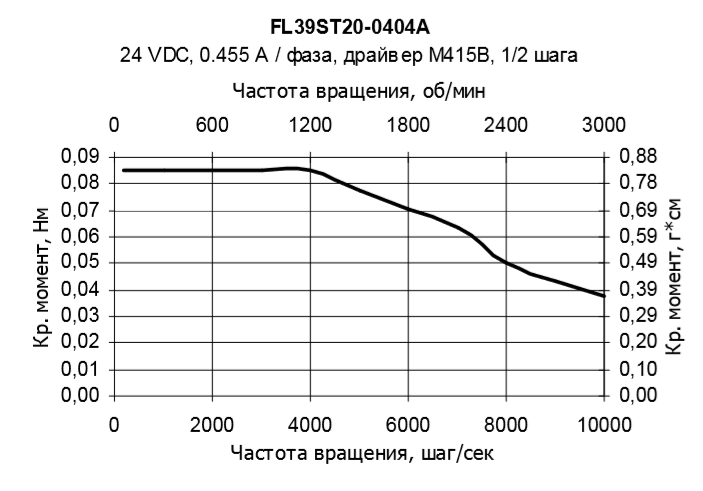 FL39ST20-0404A
24 VDC, 0.455 A / фаза, драйвер M415B, 1/2 шага
Частота вращения, об/мин
0 600 1200 1800 2400 3000
0,09 0,88
0,08 0,78
0,07 0,69
0,06 0,59
0,05 0,49
0,04 0,39
0,03 0,29
0,02 0,20
0,01 0,10
0,00 0,00
Кр. момент, Нм
Кр. момент, г*см
0 2000 4000 6000 8000 10000
Частота вращения, шаг/сек